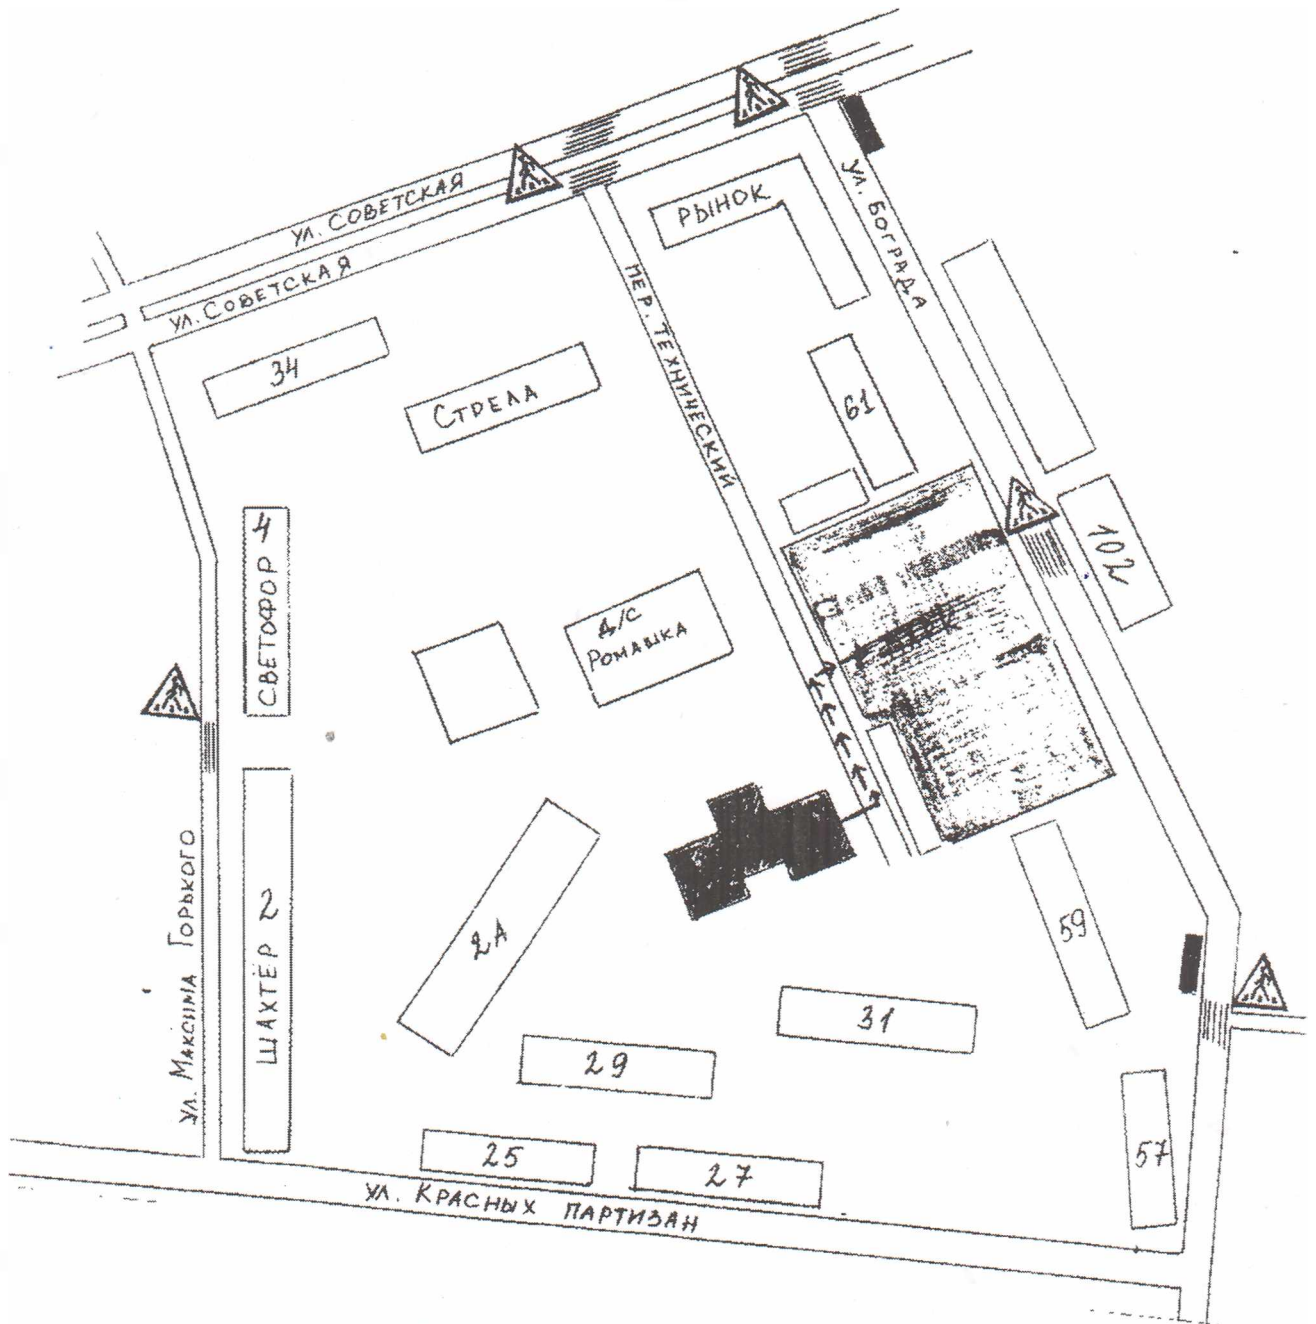 ул. Советская
ул. Советская
РЫНОК
ул. Бограда
пер. Технический
34
Стрела
61
СВЕТОФОР 4
102
Д/С
Ромашка
ул. Максима Горького
ШАХТЁР 2
2А
59
31
29
25
27
57
ул. Красных партизан